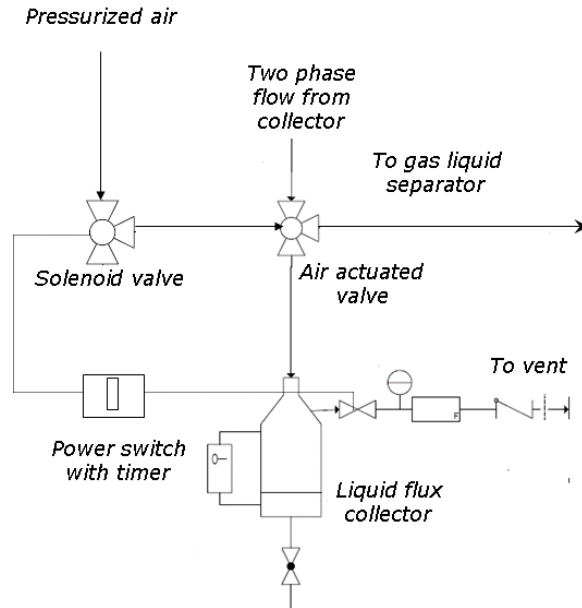 Pressurized air
Two phase
flow from
collector
To gas liquid
separator
Solenoid valve
Air actuated
valve
To vent
F
Power switch
with timer
Liquid flux
collector